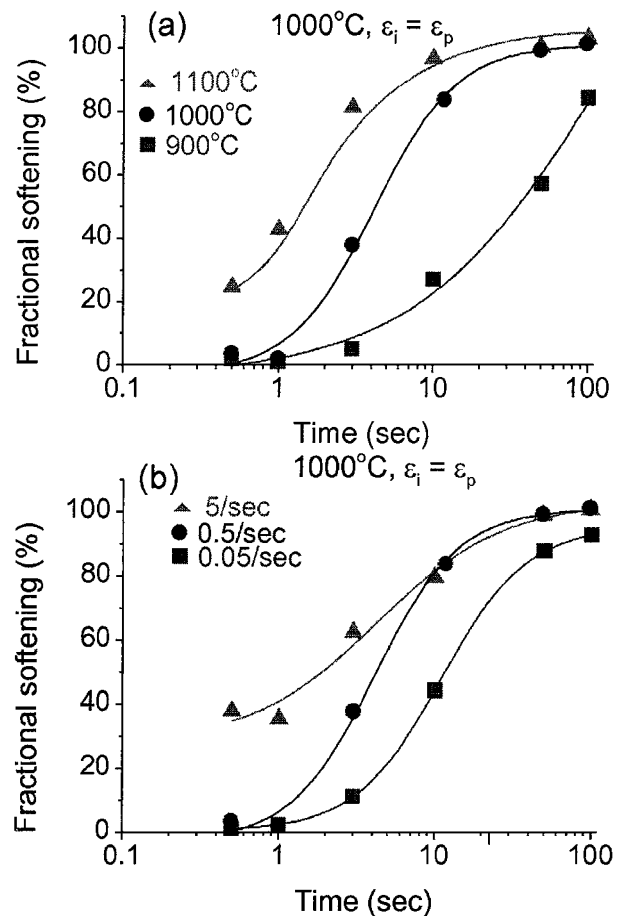 (a)
1000°C, εi = εp
1100°C
1000°C
900°C
Fractional softening (%)
100
80
60
40
20
0
0.1
1
10
100
Time (sec)
1000°C, εi = εp
(b)
5/sec
0.5/sec
0.05/sec
Fractional softening (%)
100
80
60
40
20
0
0.1
1
10
100
Time (sec)